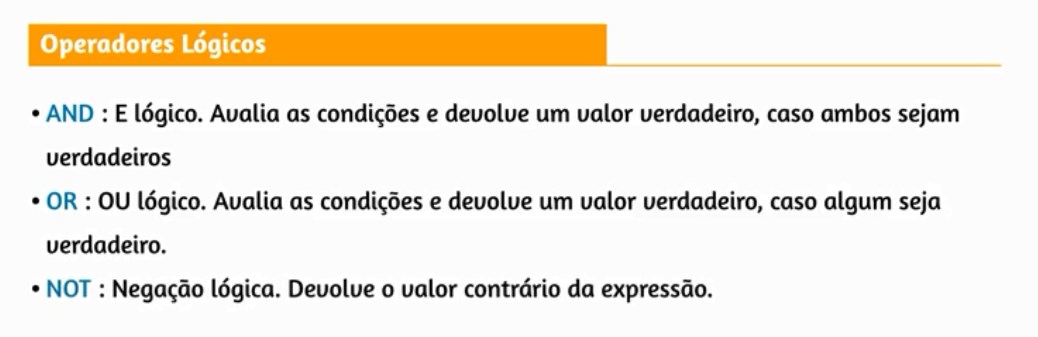 Operadores Lógicos
• AND : E lógico. Avalia as condições e devolve um valor verdadeiro, caso ambos sejam
verdadeiros
• OR : OU lógico. Avalia as condições e devolve um valor verdadeiro, caso algum seja
verdadeiro.
• NOT : Negação lógica. Devolve o valor contrário da expressão.